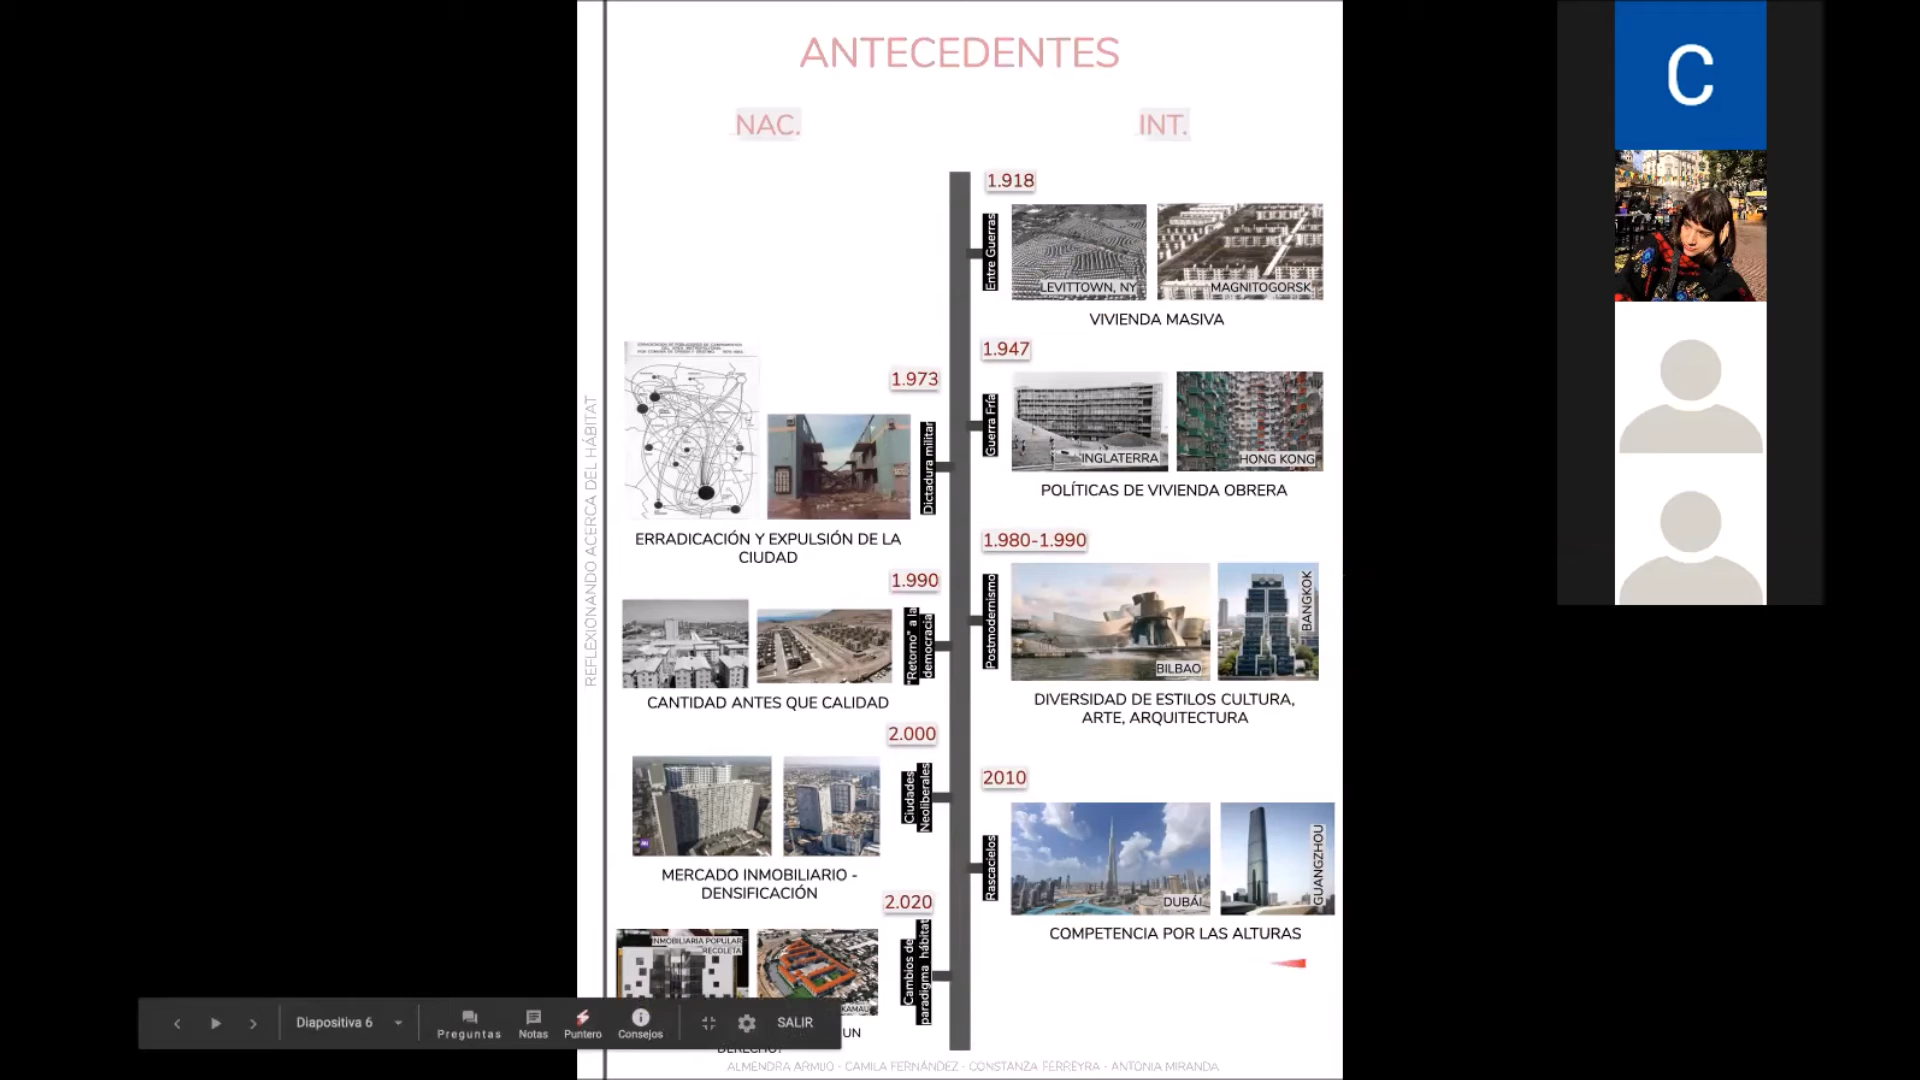 ANTECEDENTES
NAC.
INT.
1.918
Entre Guerras
LEVITTOWN, NY
MAGNITOGORSK
VIVIENDA MASIVA
1.947
Guerra Fría
INGLATERRA
HONG KONG
POLÍTICAS DE VIVIENDA OBRERA
1.980-1.990
Postmodernismo
BILBAO
BANGKOK
DIVERSIDAD DE ESTILOS CULTURA,
ARTE, ARQUITECTURA
2010
Rascacielos
DUBÁI
GUANGZHOU
COMPETENCIA POR LAS ALTURAS
1.973
Dictadura militar
ERRADICACIÓN Y EXPULSIÓN DE LA
CIUDAD
1.990
"Retorno" a la
democracia
CANTIDAD ANTES QUE CALIDAD
2.000
Ciudades
Neoliberales
MERCADO INMOBILIARIO -
DENSIFICACIÓN
2.020
Cambios de
paradigma hábitat
INMOBILIARIA POPULAR
RECOLETA
KAMAU
UN
REFLEXIONANDO ACERCA DEL HÁBITAT
ALMENDRA ARMIJO - CAMILA FERNÁNDEZ - CONSTANZA FERREYRA - ANTONIA MIRANDA
Diapositiva 6
Preguntas
Notas
Puntero
Consejos
SALIR
C